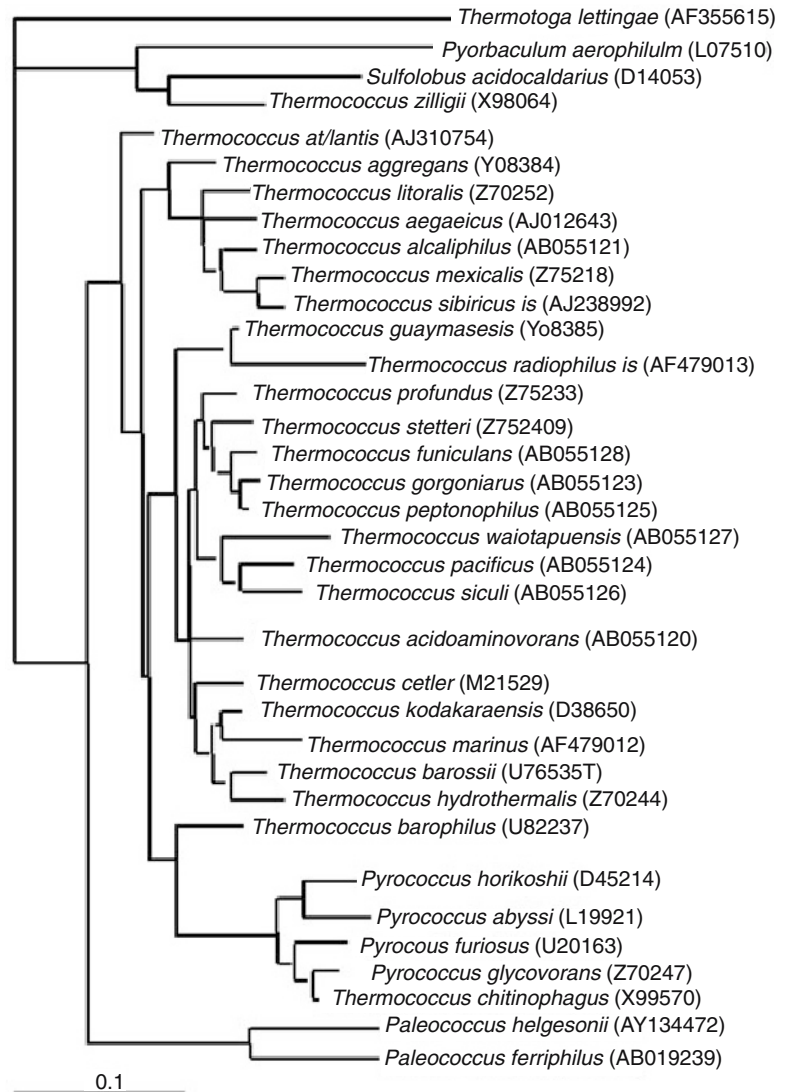 Thermotoga lettingae (AF355615)
Pyorbaculum aerophilulm (L07510)
Sulfolobus acidocaldarius (D14053)
Thermococcus zilligii (X98064)
Thermococcus at/lantis (AJ310754)
Thermococcus aggregans (Y08384)
Thermococcus litoralis (Z70252)
Thermococcus aegaeicus (AJ012643)
Thermococcus alcaliphilus (AB055121)
Thermococcus mexicalis (Z75218)
Thermococcus sibiricus is (AJ238992)
Thermococcus guaymasesis (Yo8385)
Thermococcus radiophilus is (AF479013)
Thermococcus profundus (Z75233)
Thermococcus stetteri (Z752409)
Thermococcus funiculans (AB055128)
Thermococcus gorgoniarus (AB055123)
Thermococcus peptonophilus (AB055125)
Thermococcus waiotapuensis (AB055127)
Thermococcus pacificus (AB055124)
Thermococcus siculi (AB055126)
Thermococcus acidoaminovorans (AB055120)
Thermococcus cetler (M21529)
Thermococcus kodakaraensis (D38650)
Thermococcus marinus (AF479012)
Thermococcus barossii (U76535T)
Thermococcus hydrothermalis (Z70244)
Thermococcus barophilus (U82237)
Pyrococcus horikoshii (D45214)
Pyrococcus abyssi (L19921)
Pyrocous furiosus (U20163)
Pyrococcus glycovorans (Z70247)
Thermococcus chitinophagus (X99570)
Paleococcus helgesonii (AY134472)
Paleococcus ferriphilus (AB019239)
0.1